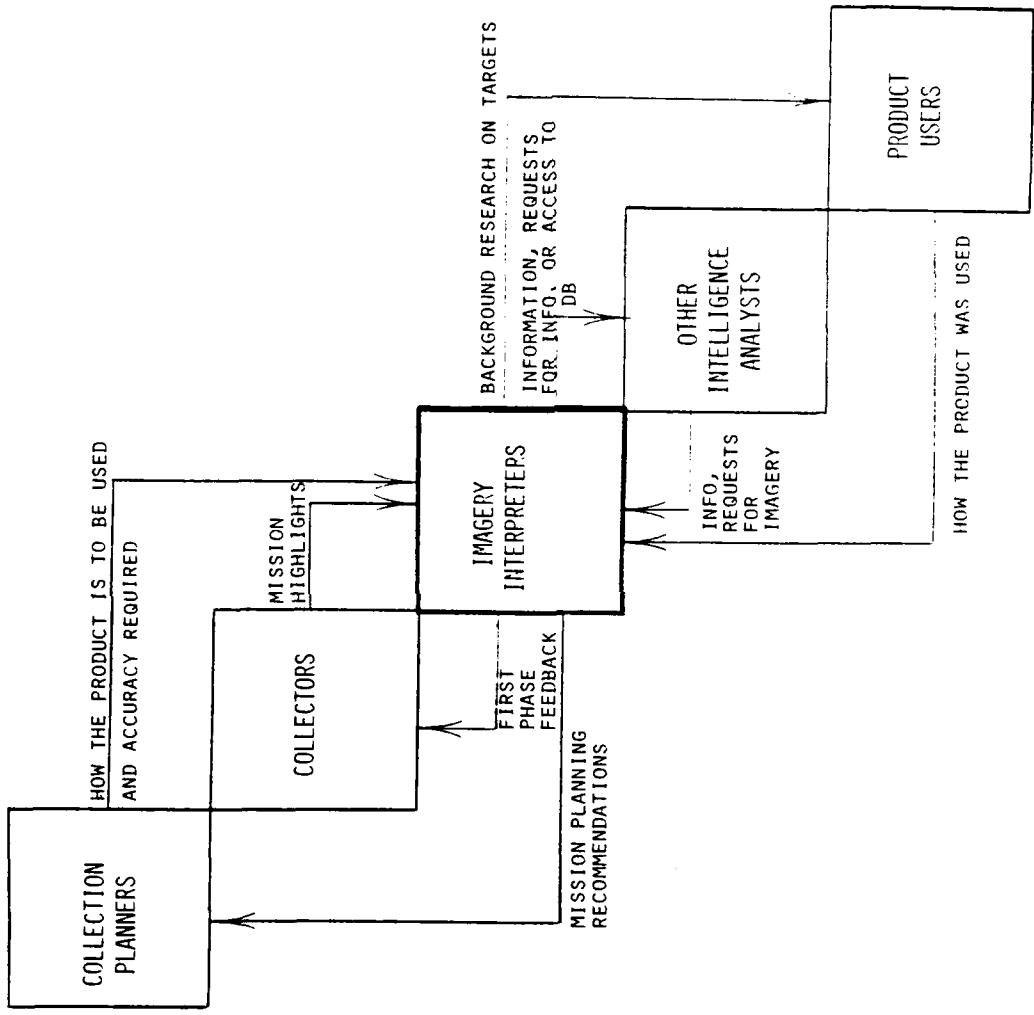 COLLECTION
PLANNERS
HOW THE PRODUCT IS TO BE USED
AND ACCURACY REQUIRED
COLLECTORS
MISSION
HIGHLIGHTS
IMAGERY
INTERPRETERS
FIRST
PHASE
FEEDBACK
MISSION PLANNING
RECOMMENDATIONS
BACKGROUND RESEARCH ON TARGETS
INFORMATION, REQUESTS
FOR INFO. OR ACCESS TO
DB
OTHER
INTELLIGENCE
ANALYSTS
INFO,
REQUESTS
FOR
IMAGERY
PRODUCT
USERS
HOW THE PRODUCT WAS USED